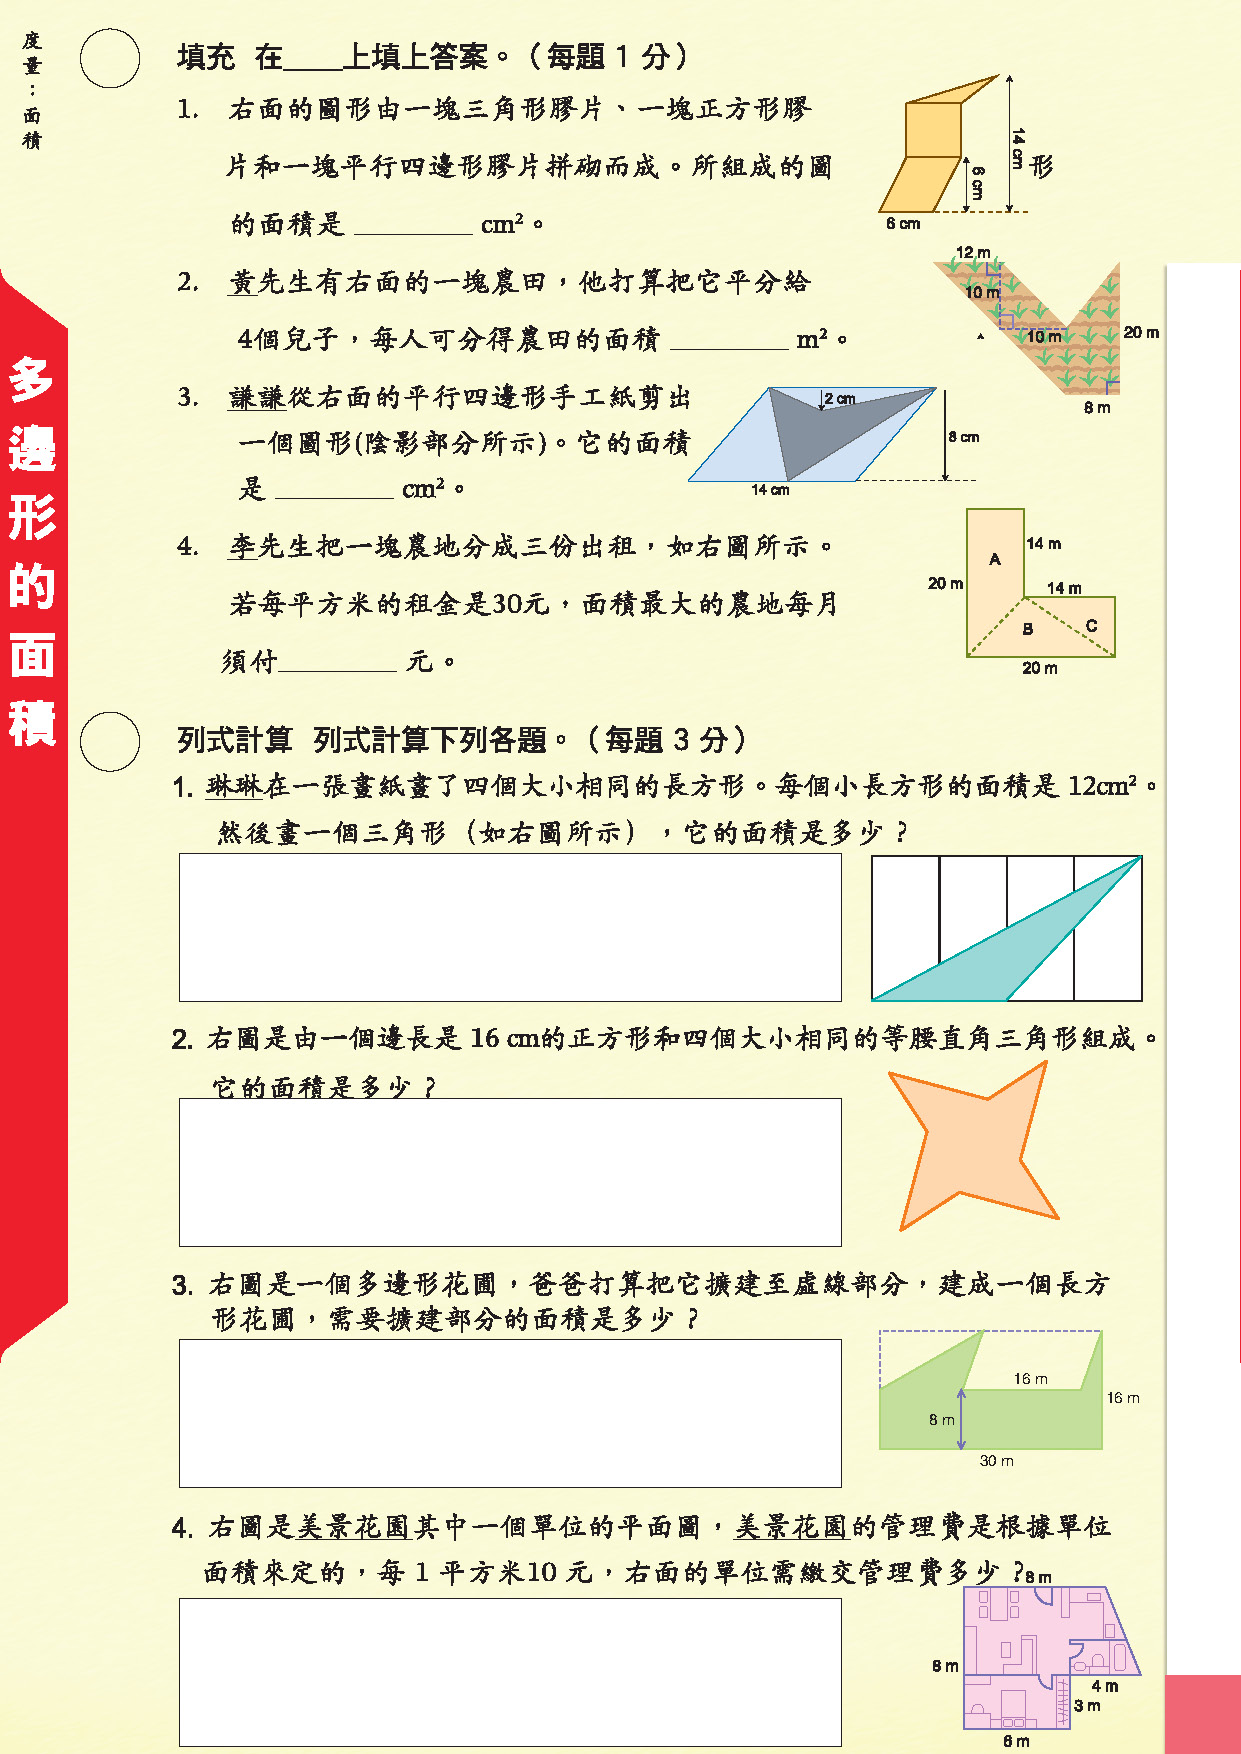 度量：面積
填充 在____上填上答案。（每題 1 分）
1. 右面的圖形由一塊三角形膠片、一塊正方形膠
片和一塊平行四邊形膠片拼砌而成。所組成的圖形
的面積是 ________ cm²。
14 cm
6 cm
6 cm
2. 黃先生有右面的一塊農田，他打算把它平分給
4個兒子，每人可分得農田的面積 ________ m²。
12 m
10 m
10 m
20 m
8 m
3. 謙謙從右面的平行四邊形手工紙剪出
一個圖形(陰影部分所示)。它的面積
是 ________ cm²。
2 cm
8 cm
14 cm
4. 李先生把一塊農地分成三份出租，如右圖所示。
若每平方米的租金是30元，面積最大的農地每月
須付________ 元。
14 m
A
20 m
14 m
B
C
20 m
多邊形的面積
列式計算 列式計算下列各題。（每題 3 分）
1. 琳琳在一張畫紙畫了四個大小相同的長方形。每個小長方形的面積是 12cm²。
然後畫一個三角形（如右圖所示），它的面積是多少？
2. 右圖是由一個邊長是 16 cm的正方形和四個大小相同的等腰直角三角形組成。
它的面積是多少？
3. 右圖是一個多邊形花圃，爸爸打算把它擴建至虛線部分，建成一個長方
形花圃，需要擴建部分的面積是多少？
16 m
16 m
8 m
30 m
4. 右圖是美景花園其中一個單位的平面圖，美景花園的管理費是根據單位
面積來定的，每 1 平方米10 元，右面的單位需繳交管理費多少？
8 m
8 m
4 m
3 m
6 m